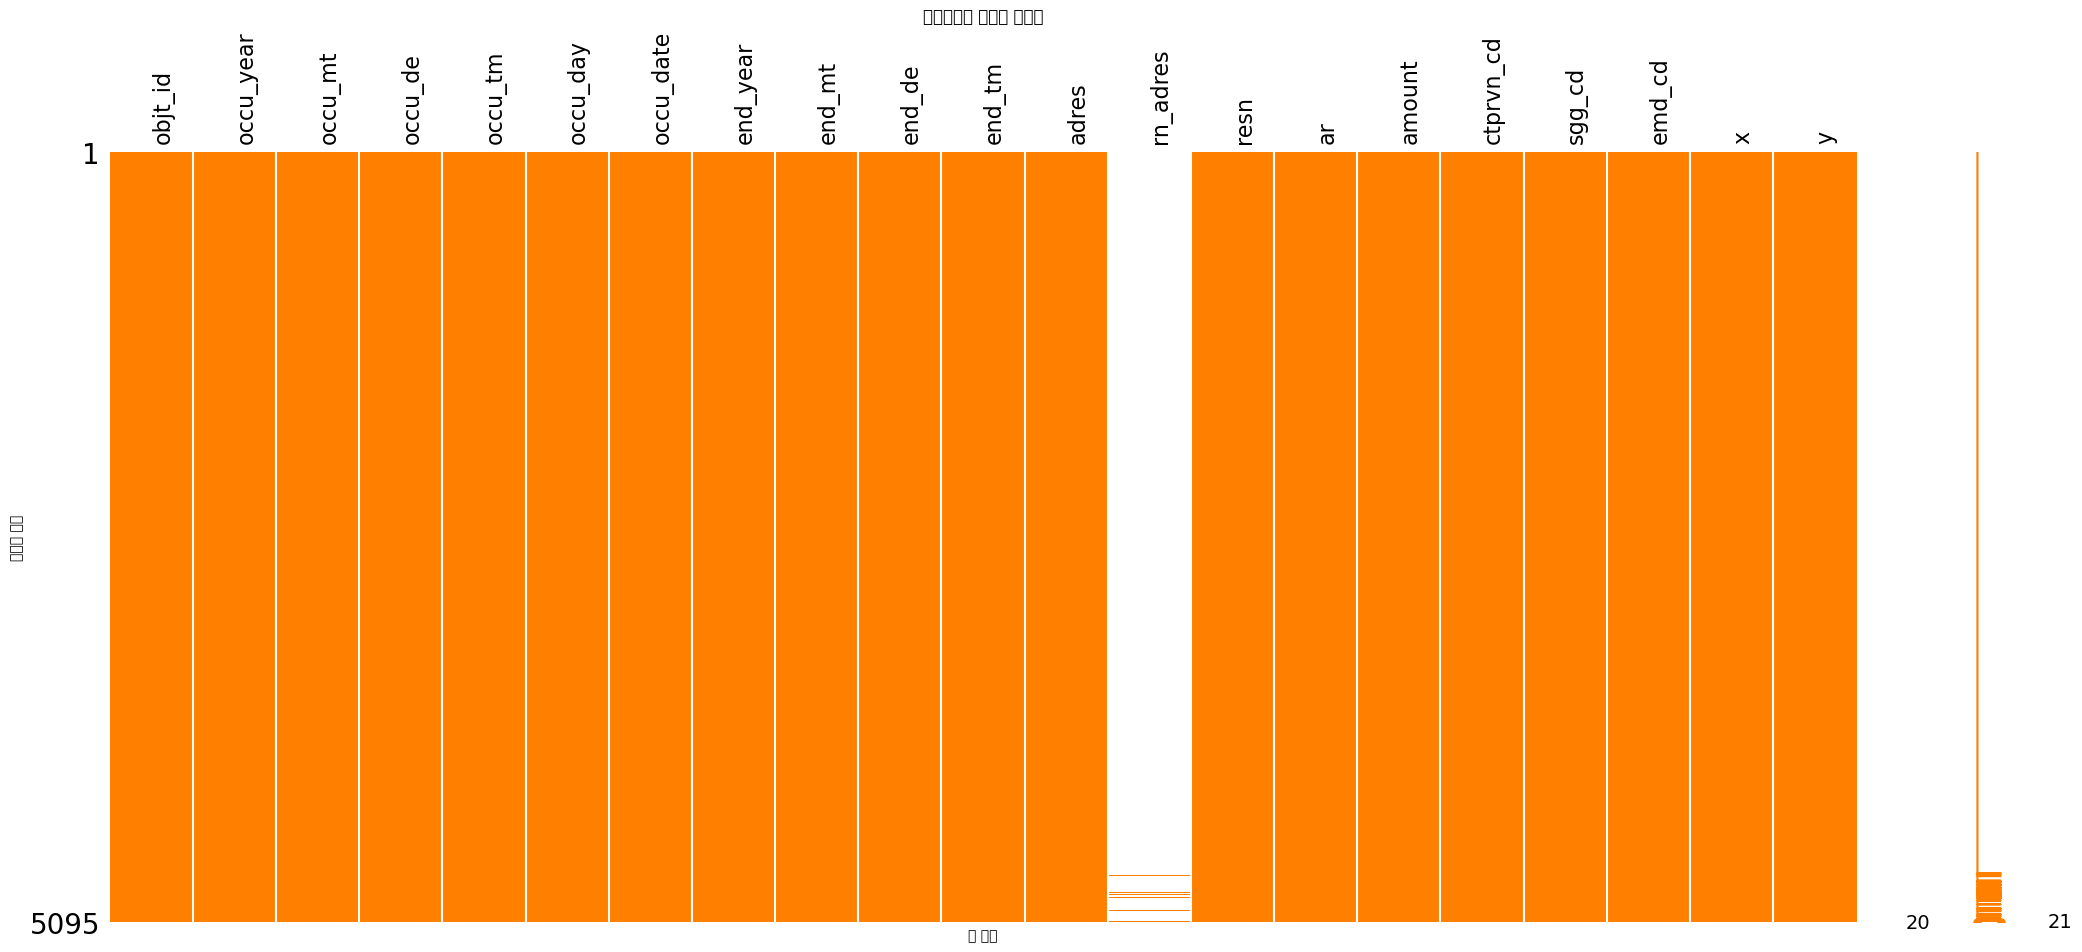 objt_id
occu_year
occu_mt
occu_de
occu_tm
occu_day
occu_date
end_year
end_mt
end_de
end_tm
adres
rn_adres
resn
ar
amount
ctprvn_cd
sgg_cd
emd_cd
x
y
1
5095
20
21